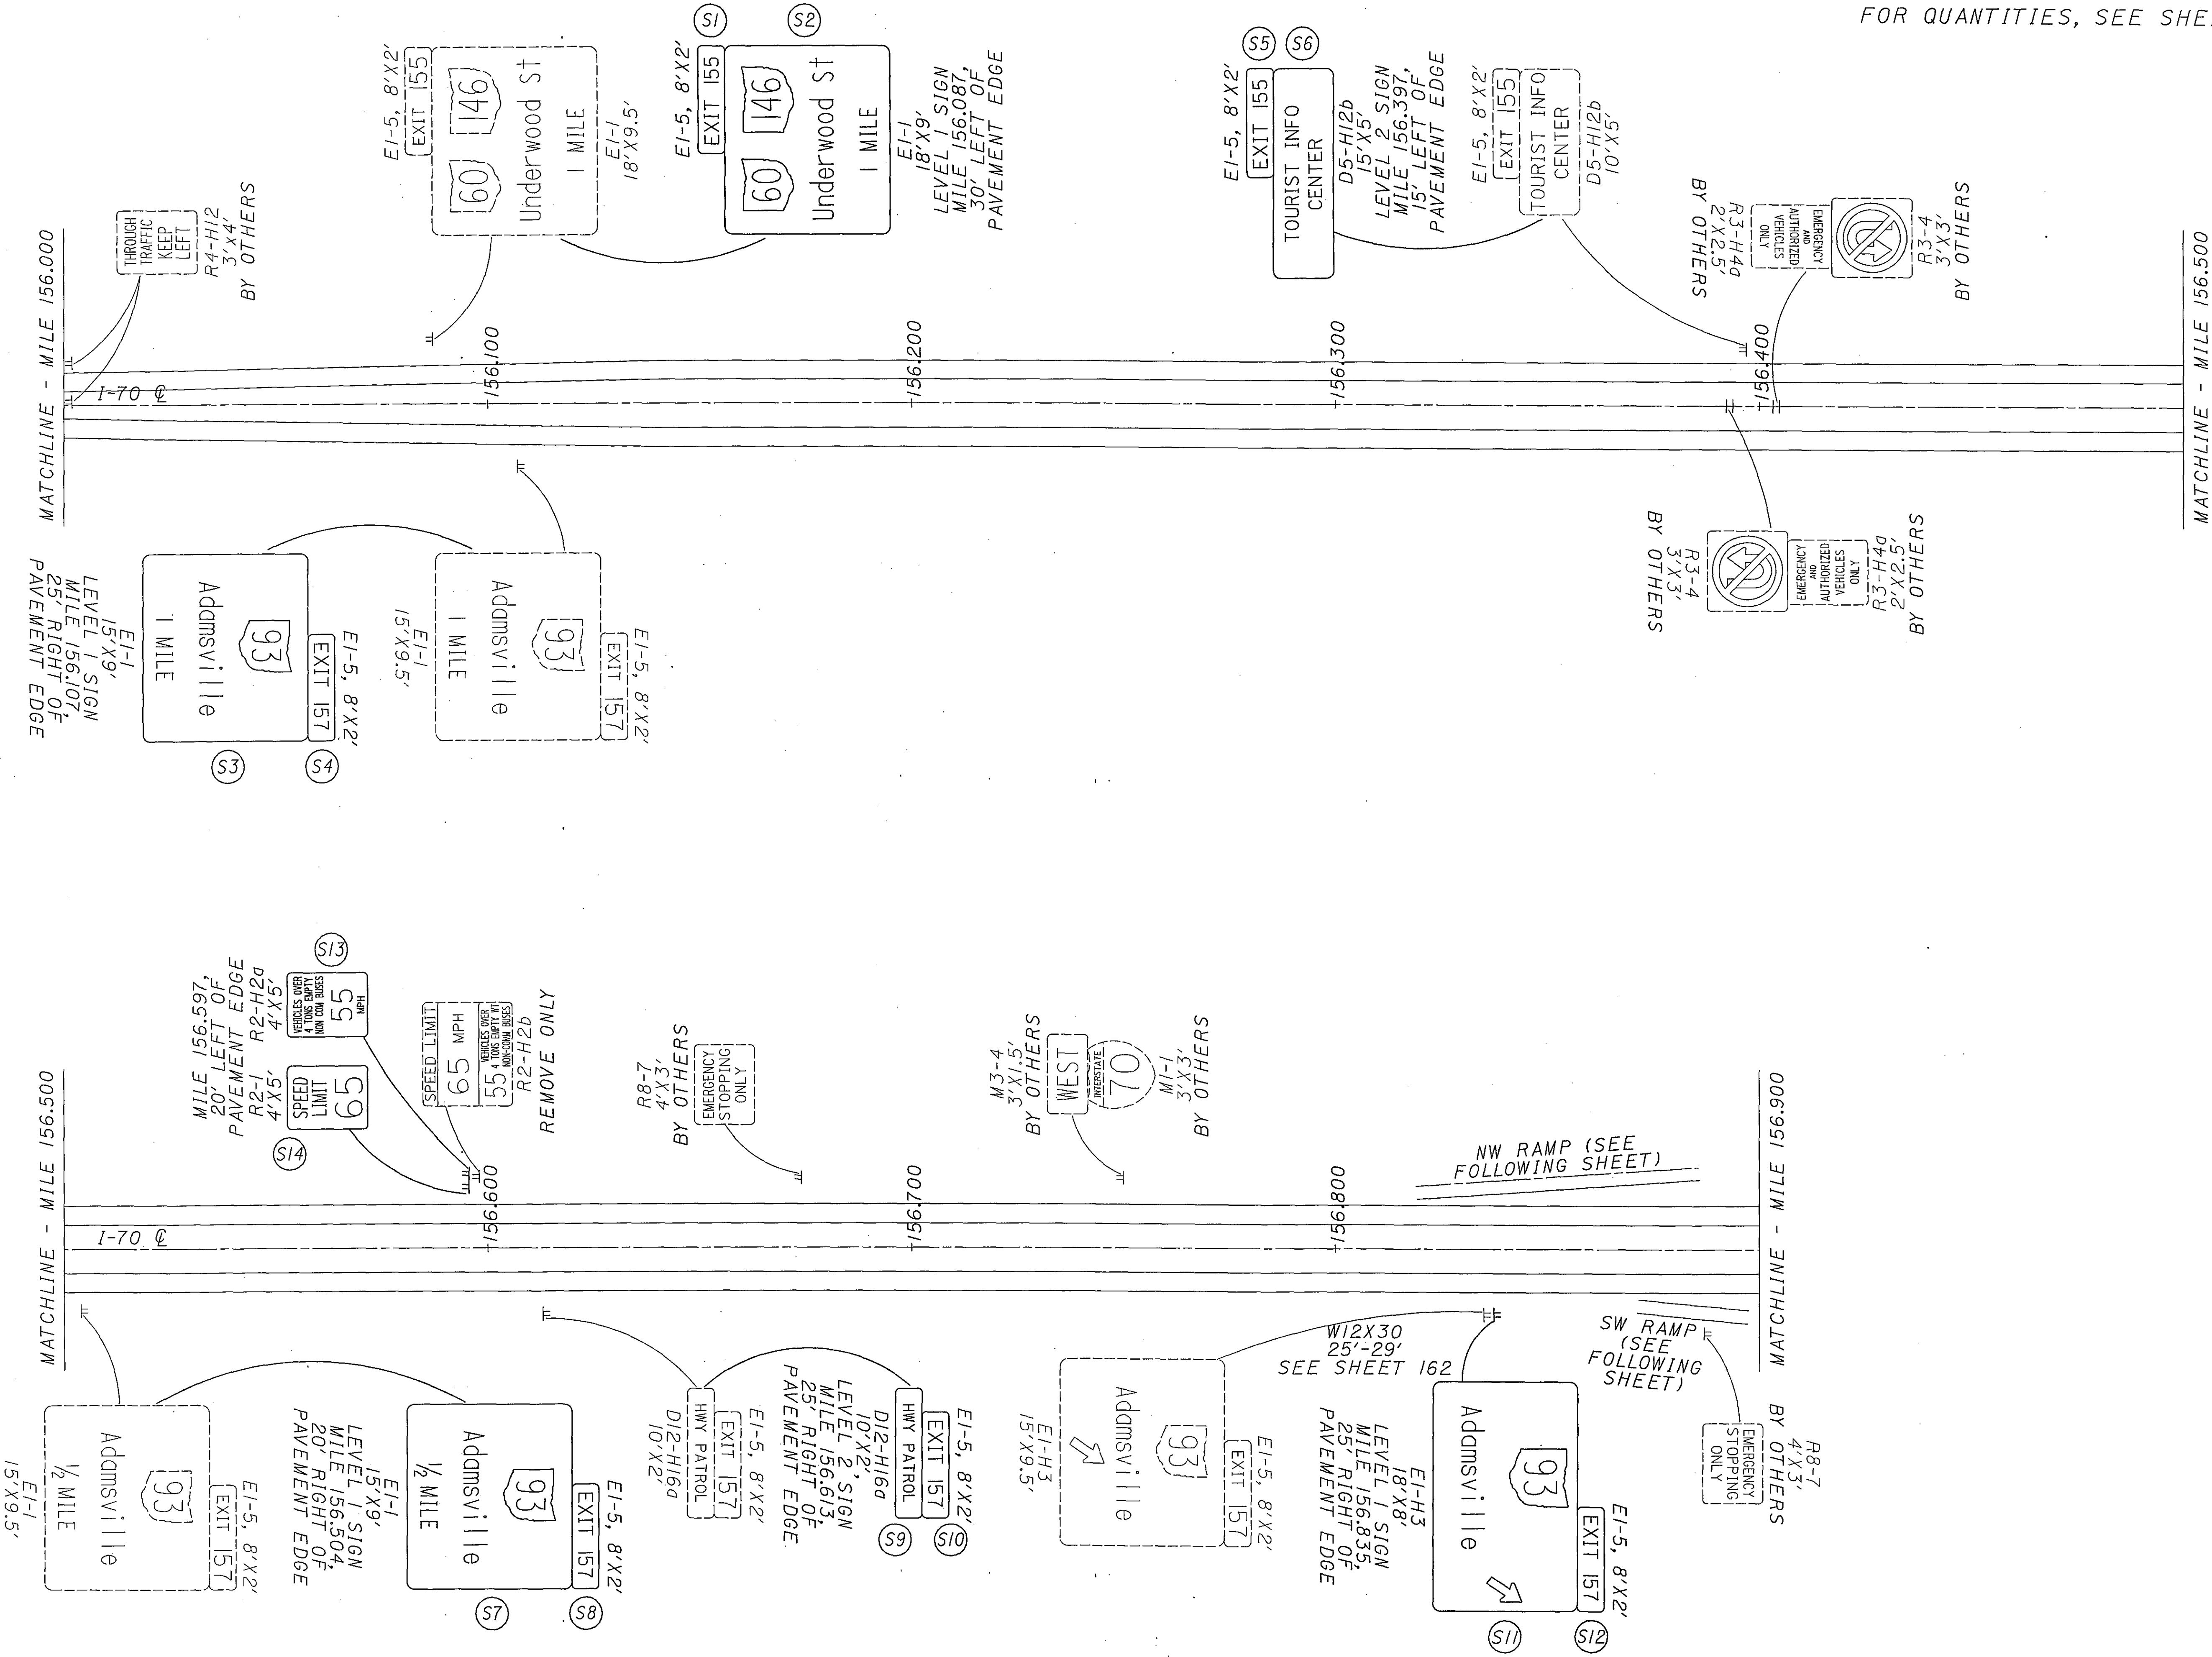 FOR QUANTITIES, SEE SHE
MATCHLINE - MILE 156.000
THROUGH
TRAFFIC
KEEP
LEFT
R4-H12
3'x4'
BY OTHERS
E1-5, 8'X2'
EXIT 155
60 146
Underwood St
1 MILE
E1-1
18'X9.5'
S1
S2
E1-5, 8'X2'
EXIT 155
60 146
Underwood St
1 MILE
E1-1
18'X9'
LEVEL 1 SIGN
MILE 156.087,
30' LEFT OF
PAVEMENT EDGE
S5
S6
E1-5, 8'X2'
EXIT 155
TOURIST INFO
CENTER
D5-H12b
15'X5'
LEVEL 2 SIGN
MILE 156.397,
15' LEFT OF
PAVEMENT EDGE
E1-5, 8'X2'
EXIT 155
TOURIST INFO
CENTER
D5-H12b
10'X5'
BY OTHERS
R3-H4a
2'X2.5'
EMERGENCY
AND
AUTHORIZED
VEHICLES
ONLY
R3-4
3'X3'
BY OTHERS
I-70 ℄
156.100
156.200
156.300
156.400
MATCHLINE - MILE 156.500
E1-5, 8'X2'
EXIT 157
93
Adamsville
1 MILE
E1-1
15'X9'
LEVEL 1 SIGN
MILE 156.107,
25' RIGHT OF
PAVEMENT EDGE
S3
S4
E1-5, 8'X2'
EXIT 157
93
Adamsville
1 MILE
E1-1
15'X9.5'
R3-H4a
2'X2.5'
BY OTHERS
EMERGENCY
AND
AUTHORIZED
VEHICLES
ONLY
R3-4
3'X3'
BY OTHERS
MATCHLINE - MILE 156.500
MILE 156.597,
20' LEFT OF
PAVEMENT EDGE
R2-1 R2-H2a
4'X5' 4'X5'
S13
VEHICLES OVER
4 TONS EMPTY
NON COM BUSES
55
MPH
SPEED
LIMIT
65
S14
SPEED LIMIT
65 MPH
55
VEHICLES OVER
4 TONS EMPTY WT
NON-COMM BUSES
R2-H2b
REMOVE ONLY
R8-7
4'X3'
BY OTHERS
EMERGENCY
STOPPING
ONLY
M3-4
3'X1.5'
BY OTHERS
WEST
INTERSTATE
70
M1-1
3'X3'
BY OTHERS
NW RAMP (SEE
FOLLOWING SHEET)
I-70 ℄
156.600
156.700
156.800
MATCHLINE - MILE 156.900
E1-5, 8'X2'
EXIT 157
93
Adamsville
1/2 MILE
E1-1
15'X9.5'
E1-5, 8'X2'
EXIT 157
93
Adamsville
1/2 MILE
E1-1
15'X9'
LEVEL 1 SIGN
MILE 156.504,
20' RIGHT OF
PAVEMENT EDGE
S7
S8
E1-5, 8'X2'
EXIT 157
HWY PATROL
D12-H16a
10'X2'
E1-5, 8'X2'
EXIT 157
HWY PATROL
D12-H16a
10'X2',
LEVEL 2 SIGN
MILE 156.613,
25' RIGHT OF
PAVEMENT EDGE
S9
S10
W12X30
25'-29'
SEE SHEET 162
E1-5, 8'X2'
EXIT 157
93
Adamsville
E1-H3
15'X9.5'
E1-5, 8'X2'
EXIT 157
93
Adamsville
E1-H3
18'X8'
LEVEL 1 SIGN
MILE 156.835,
25' RIGHT OF
PAVEMENT EDGE
S11
S12
SW RAMP
(SEE
FOLLOWING
SHEET)
R8-7
4'X3'
BY OTHERS
EMERGENCY
STOPPING
ONLY